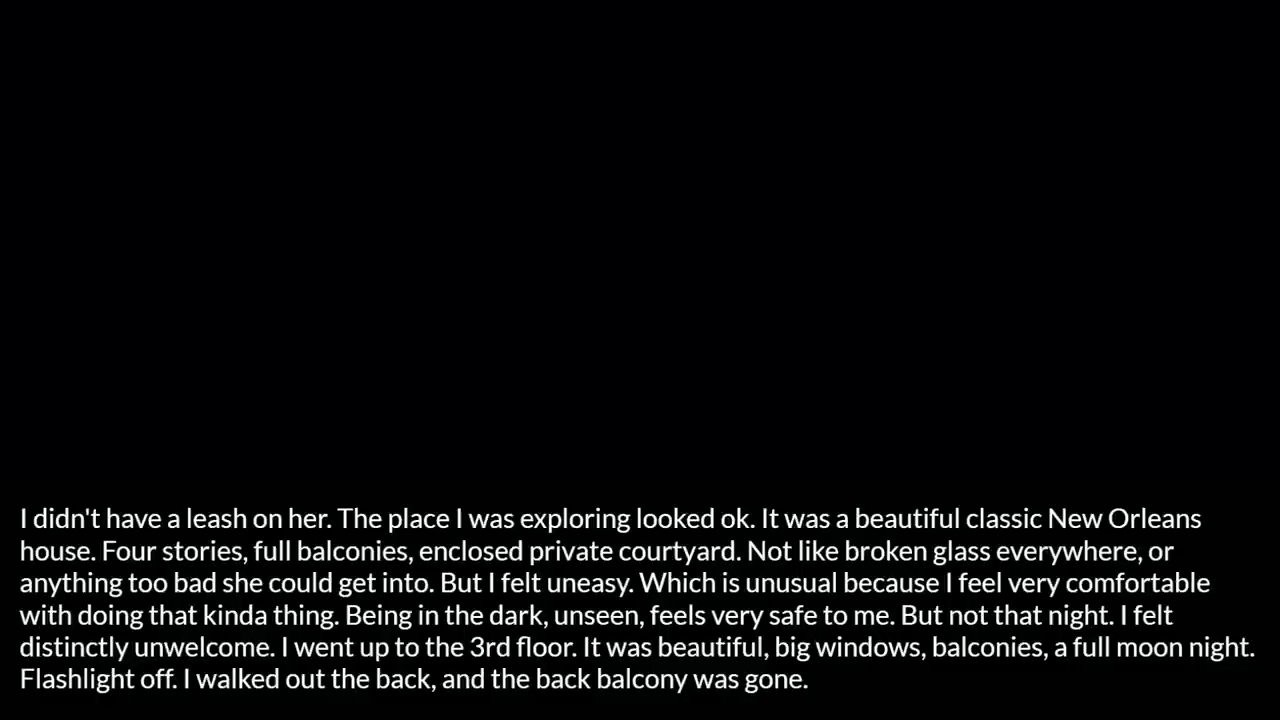 I didn't have a leash on her. The place I was exploring looked ok. It was a beautiful classic New Orleans
house. Four stories, full balconies, enclosed private courtyard. Not like broken glass everywhere, or
anything too bad she could get into. But I felt uneasy. Which is unusual because I feel very comfortable
with doing that kinda thing. Being in the dark, unseen, feels very safe to me. But not that night. I felt
distinctly unwelcome. I went up to the 3rd floor. It was beautiful, big windows, balconies, a full moon night.
Flashlight off. I walked out the back, and the back balcony was gone.